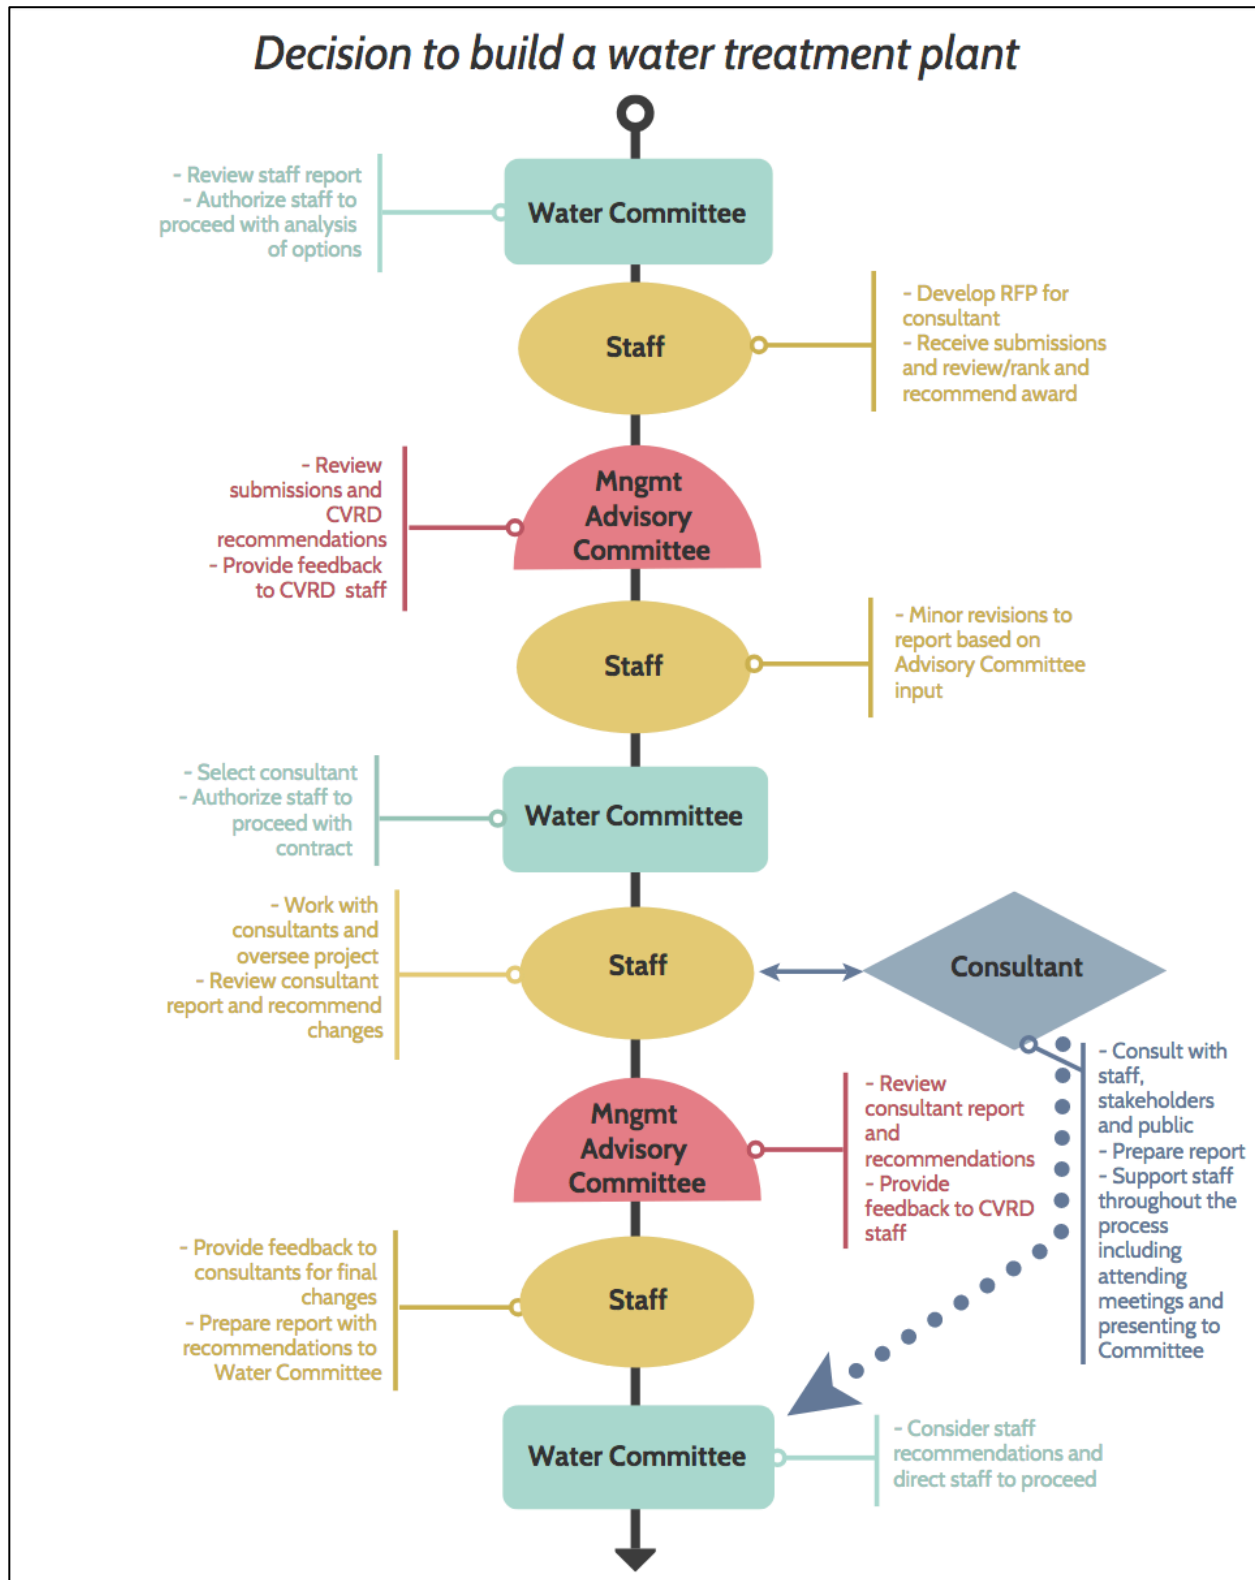 Decision to build a water treatment plant
- Review staff report
- Authorize staff to
proceed with analysis
of options
Water Committee
Staff
- Develop RFP for
consultant
- Receive submissions
and review/rank and
recommend award
- Review
submissions and
CVRD
recommendations
- Provide feedback
to CVRD staff
Mngmt
Advisory
Committee
Staff
- Minor revisions to
report based on
Advisory Committee
input
- Select consultant
- Authorize staff to
proceed with
contract
Water Committee
- Work with
consultants and
oversee project
- Review consultant
report and recommend
changes
Staff
Consultant
- Consult with
staff,
stakeholders
and public
- Prepare report
- Support staff
throughout the
process
including
attending
meetings and
presenting to
Committee
Mngmt
Advisory
Committee
- Review
consultant report
and
recommendations
- Provide
feedback to CVRD
staff
- Provide feedback to
consultants for final
changes
- Prepare report with
recommendations to
Water Committee
Staff
Water Committee
- Consider staff
recommendations and
direct staff to proceed